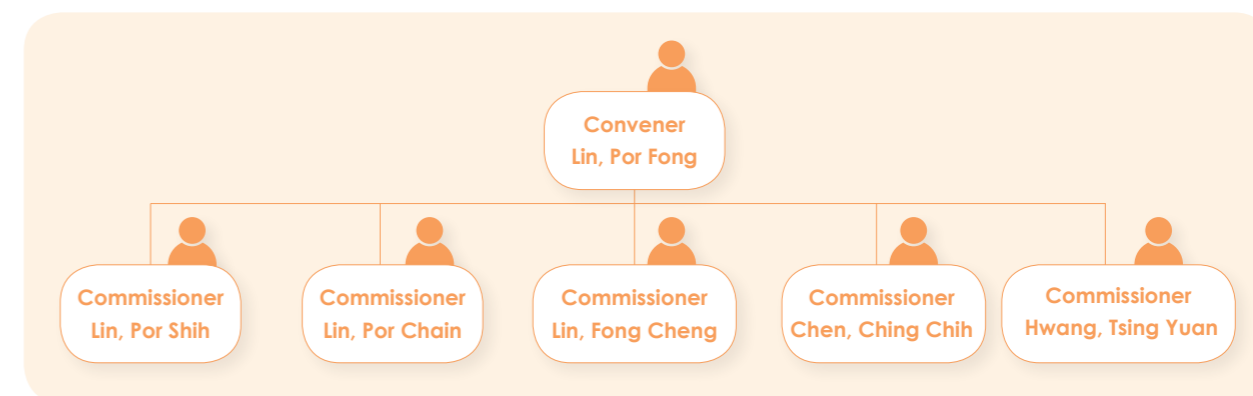 Convener
Lin, Por Fong
Commissioner
Lin, Por Shih
Commissioner
Lin, Por Chain
Commissioner
Lin, Fong Cheng
Commissioner
Chen, Ching Chih
Commissioner
Hwang, Tsing Yuan